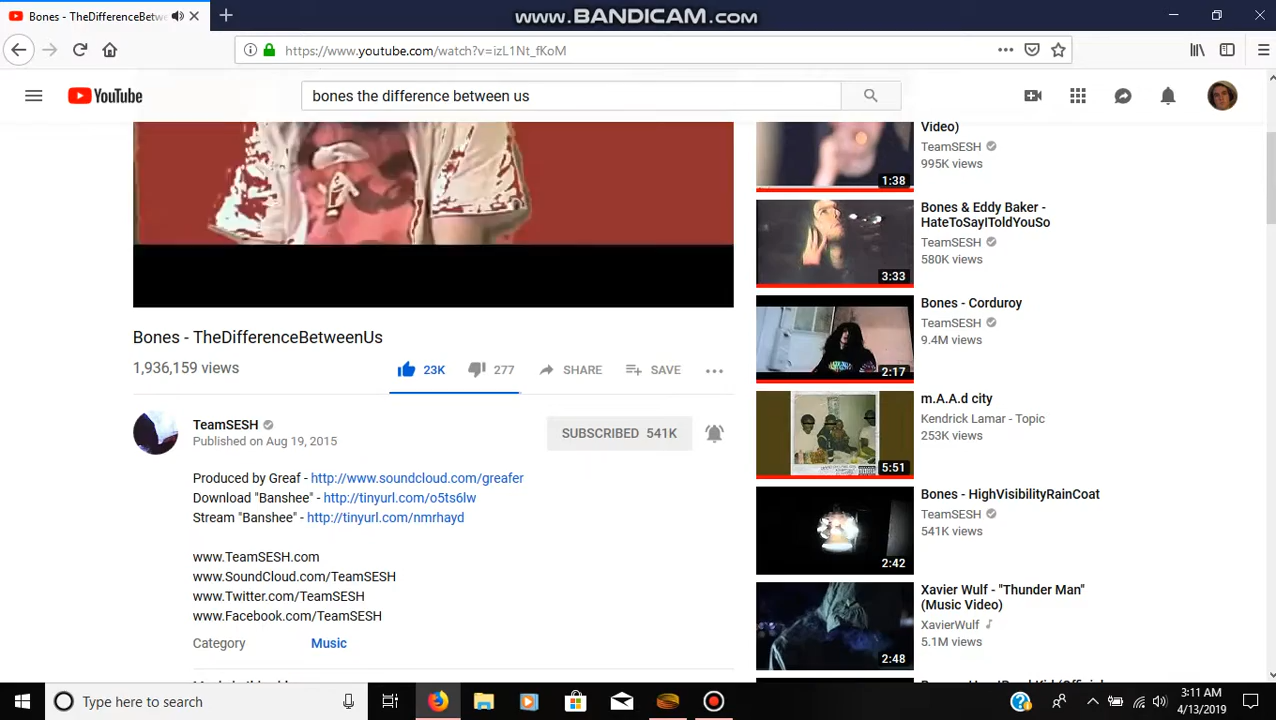 www.BANDICAM.com
Bones - TheDifferenceBetwe
https://www.youtube.com/watch?v=izL1Nt_fKoM
YouTube
bones the difference between us
Bones - TheDifferenceBetweenUs
1,936,159 views
23K
277
SHARE
SAVE
TeamSESH
Published on Aug 19, 2015
SUBSCRIBED 541K
Produced by Greaf - http://www.soundcloud.com/greafer
Download "Banshee" - http://tinyurl.com/o5ts6lw
Stream "Banshee" - http://tinyurl.com/nmrhayd
www.TeamSESH.com
www.SoundCloud.com/TeamSESH
www.Twitter.com/TeamSESH
www.Facebook.com/TeamSESH
Category Music
Video)
TeamSESH
995K views
1:38
Bones & Eddy Baker -
HateToSayIToldYouSo
TeamSESH
580K views
3:33
Bones - Corduroy
TeamSESH
9.4M views
2:17
m.A.A.d city
Kendrick Lamar - Topic
253K views
5:51
Bones - HighVisibilityRainCoat
TeamSESH
541K views
2:42
Xavier Wulf - "Thunder Man"
(Music Video)
XavierWulf
5.1M views
2:48
Type here to search
3:11 AM
4/13/2019